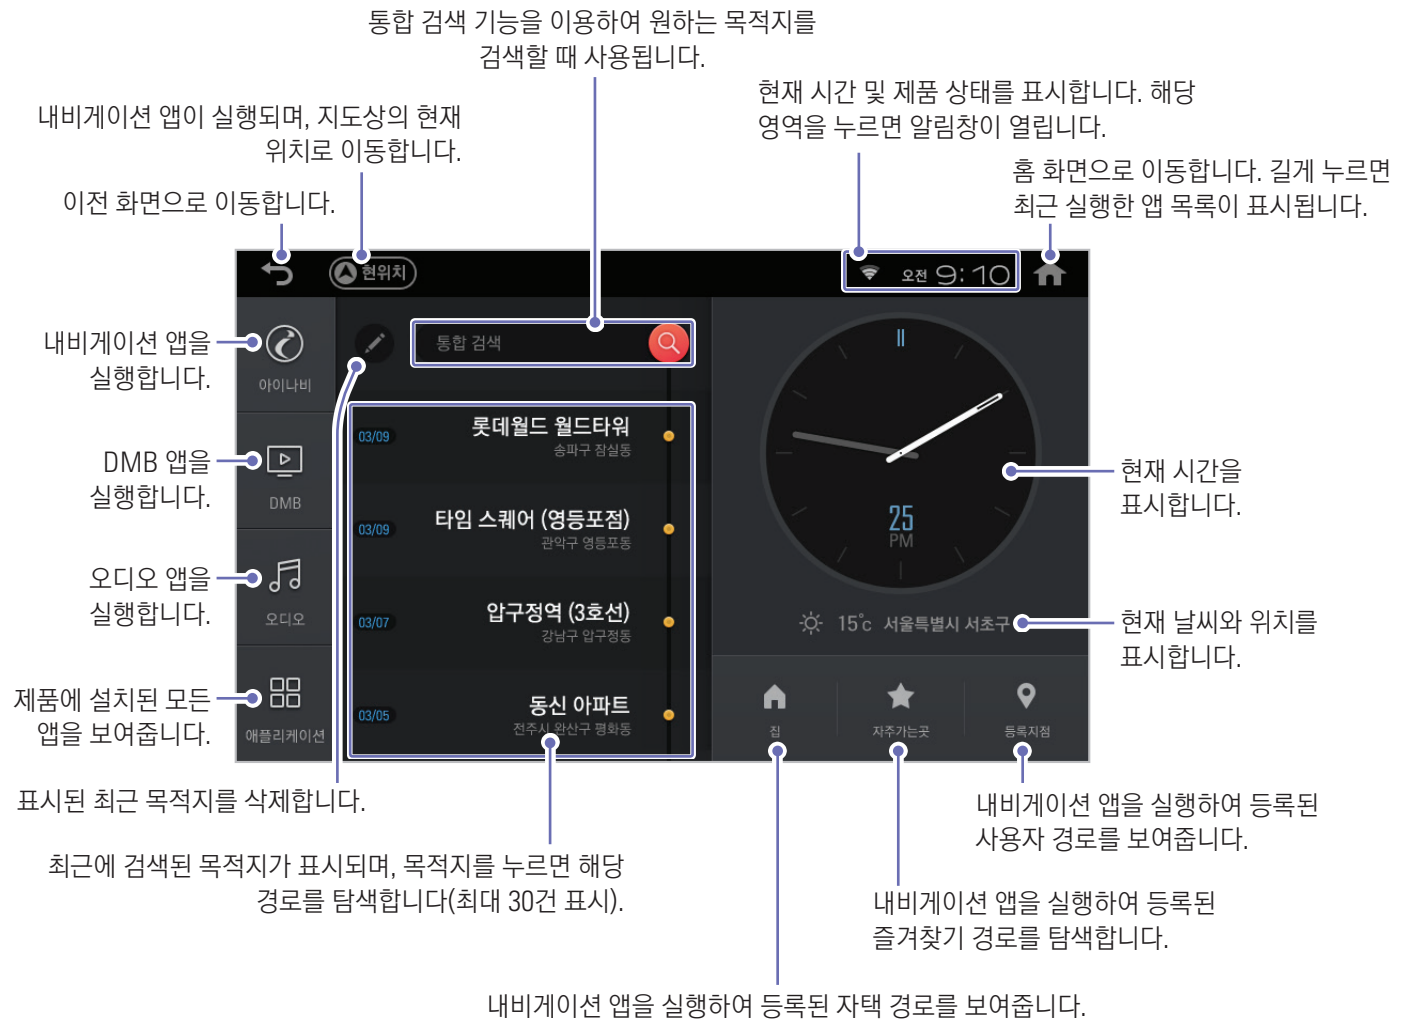 통합 검색 기능을 이용하여 원하는 목적지를
검색할 때 사용됩니다.
현재 시간 및 제품 상태를 표시합니다. 해당
영역을 누르면 알림창이 열립니다.
내비게이션 앱이 실행되며, 지도상의 현재
위치로 이동합니다.
홈 화면으로 이동합니다. 길게 누르면
최근 실행한 앱 목록이 표시됩니다.
이전 화면으로 이동합니다.
현위치
오전 9:10
내비게이션 앱을
실행합니다.
아이나비
통합 검색
DMB 앱을
실행합니다.
DMB
03/09
롯데월드 월드타워
송파구 잠실동
03/09
타임 스퀘어 (영등포점)
관악구 영등포동
25
PM
현재 시간을
표시합니다.
오디오 앱을
실행합니다.
오디오
03/07
압구정역 (3호선)
강남구 압구정동
15°c 서울특별시 서초구
현재 날씨와 위치를
표시합니다.
제품에 설치된 모든
앱을 보여줍니다.
애플리케이션
03/05
동신 아파트
전주시 완산구 평화동
집
자주가는곳
등록지점
표시된 최근 목적지를 삭제합니다.
내비게이션 앱을 실행하여 등록된
사용자 경로를 보여줍니다.
최근에 검색된 목적지가 표시되며, 목적지를 누르면 해당
경로를 탐색합니다(최대 30건 표시).
내비게이션 앱을 실행하여 등록된
즐겨찾기 경로를 탐색합니다.
내비게이션 앱을 실행하여 등록된 자택 경로를 보여줍니다.